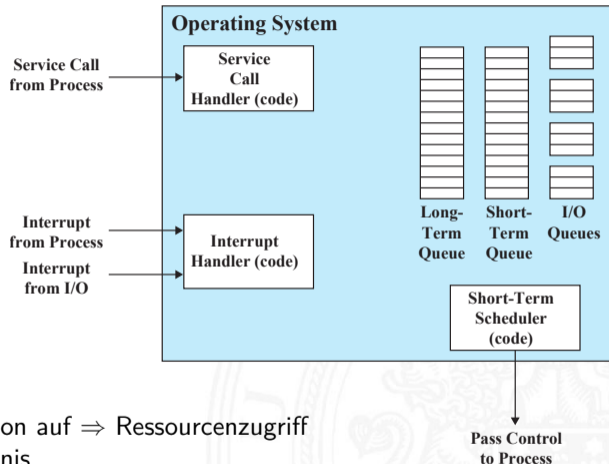 Operating System
Service Call
from Process
Service
Call
Handler (code)
Interrupt
from Process
Interrupt
from I/O
Interrupt
Handler (code)
Long-
Term
Queue
Short-
Term
Queue
I/O
Queues
Short-Term
Scheduler
(code)
on auf ⇒ Ressourcenzugriff
nis
Pass Control
to Process